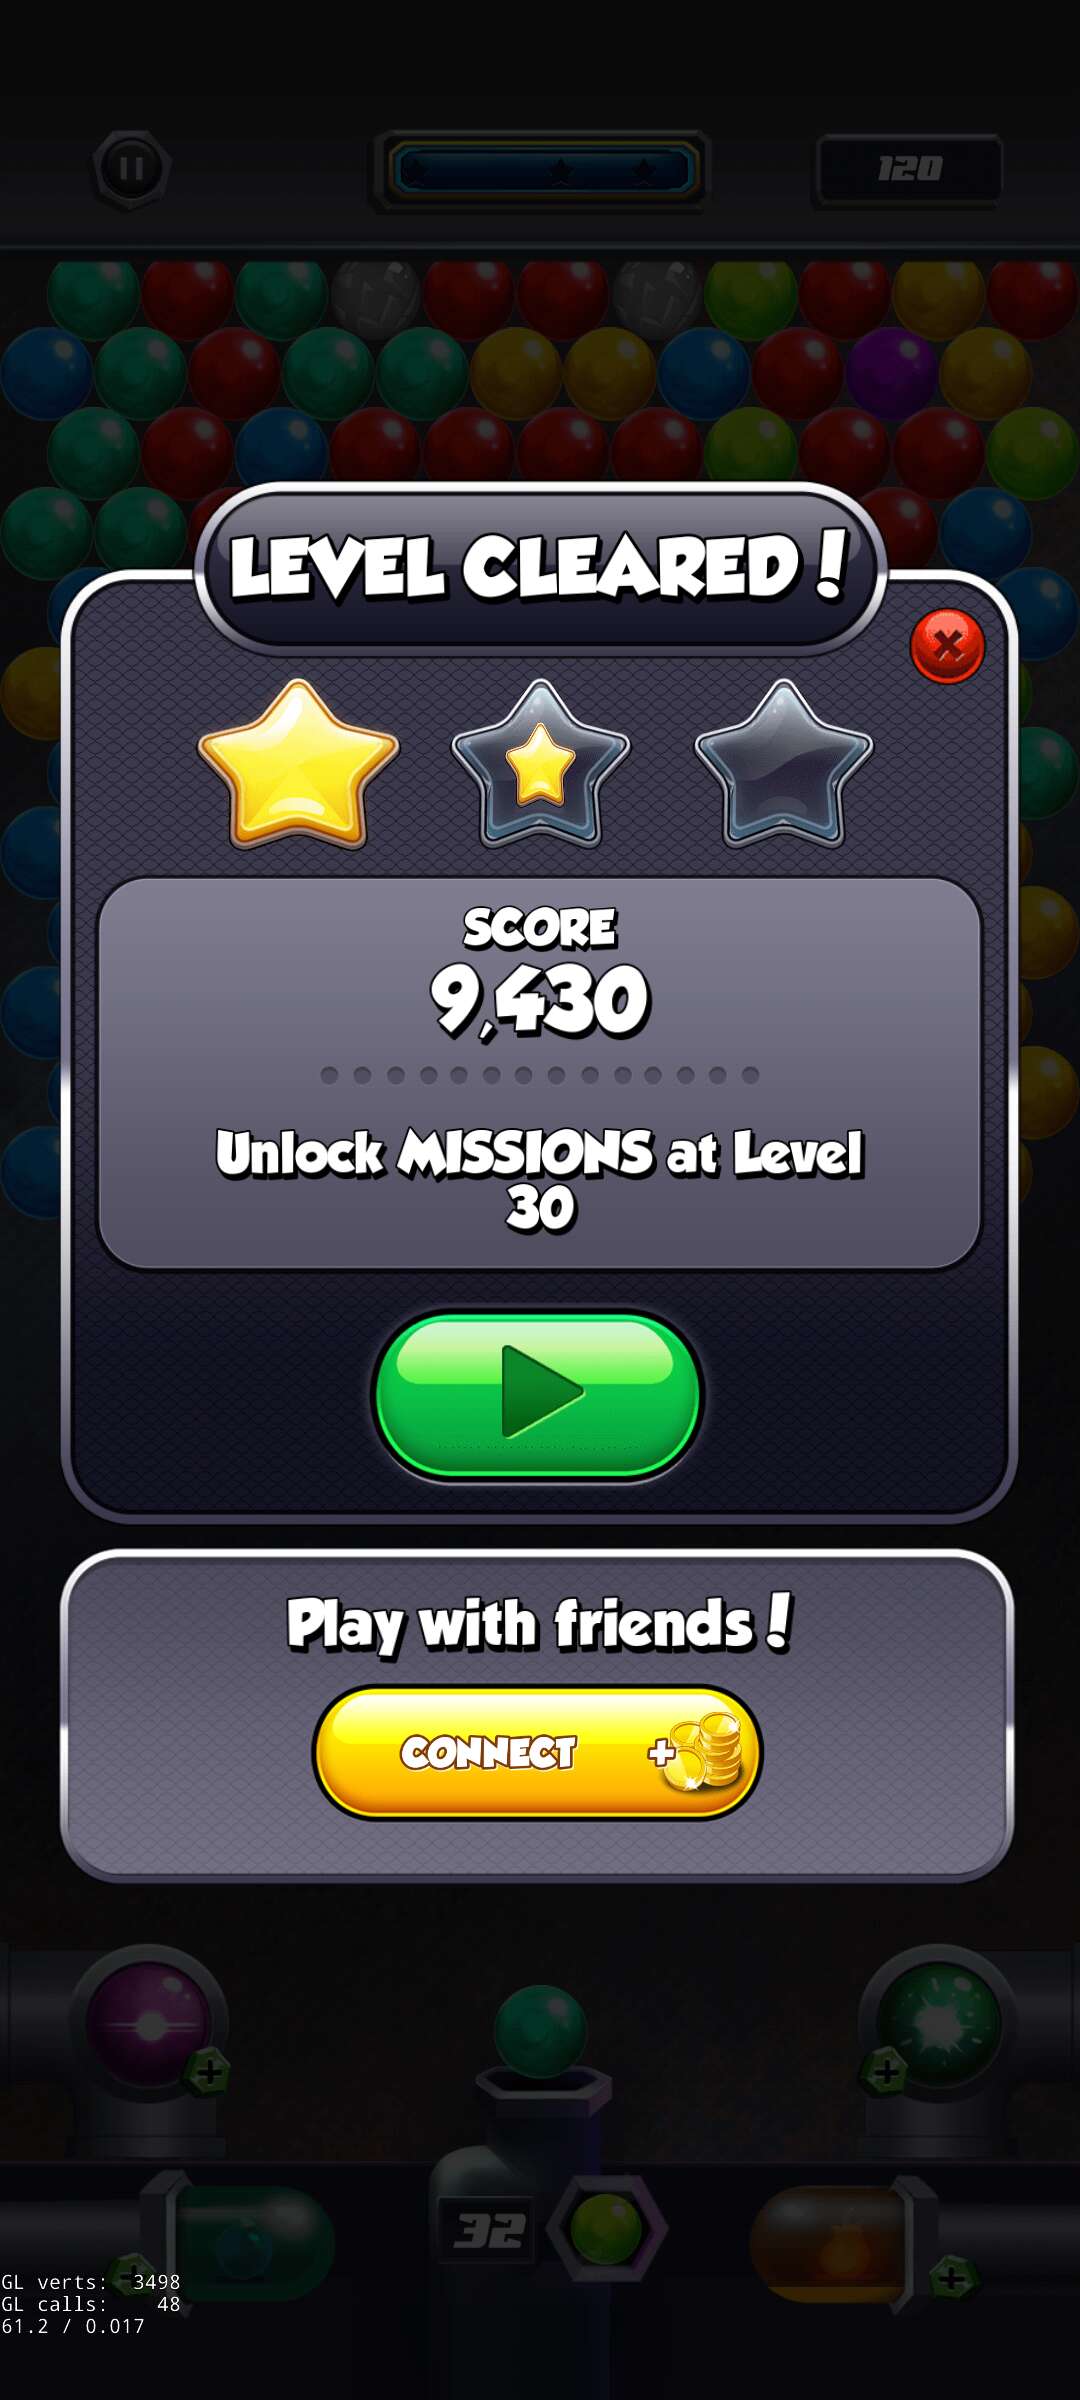 120
LEVEL CLEARED!
SCORE
9,430
Unlock MISSIONS at Level
30
Play with friends!
CONNECT +
32
GL verts: 3498
GL calls: 48
61.2 / 0.017